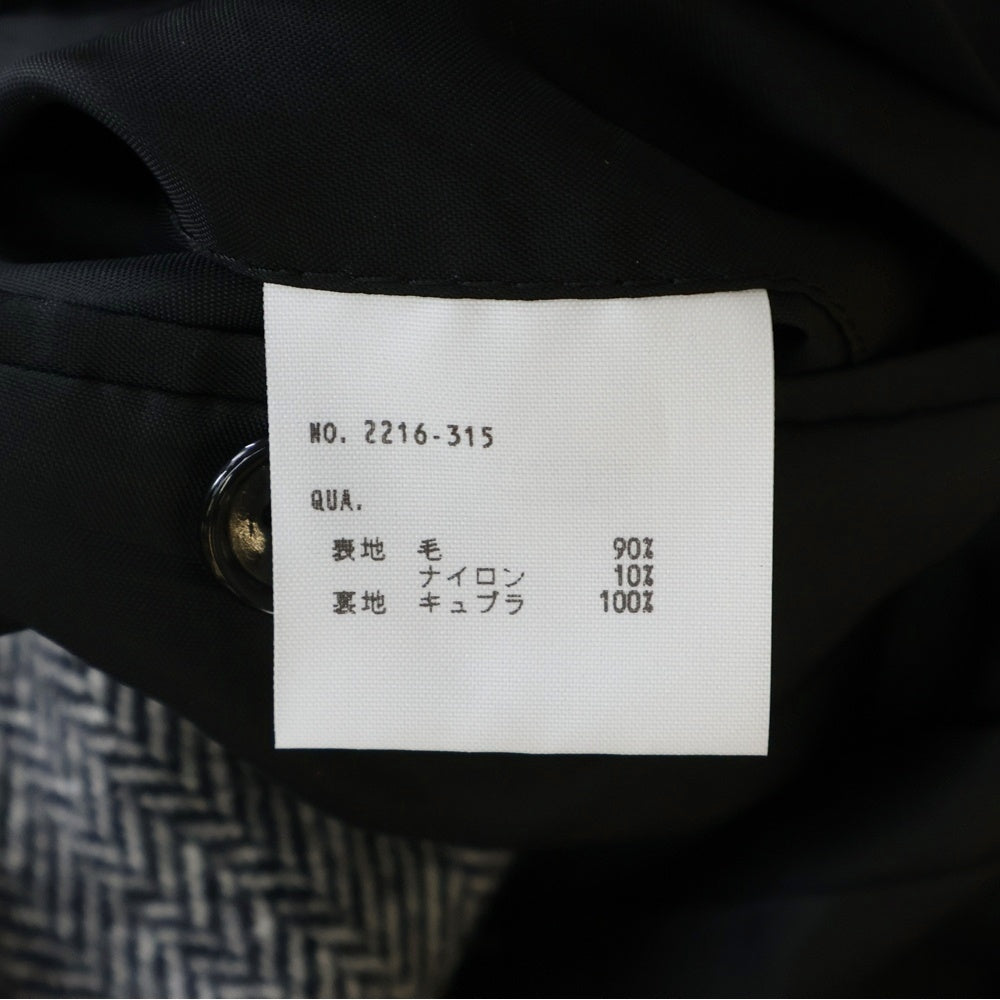 NO. 2216-315
QUA.
表地 毛 90%
ナイロン 10%
裏地 キュプラ 100%